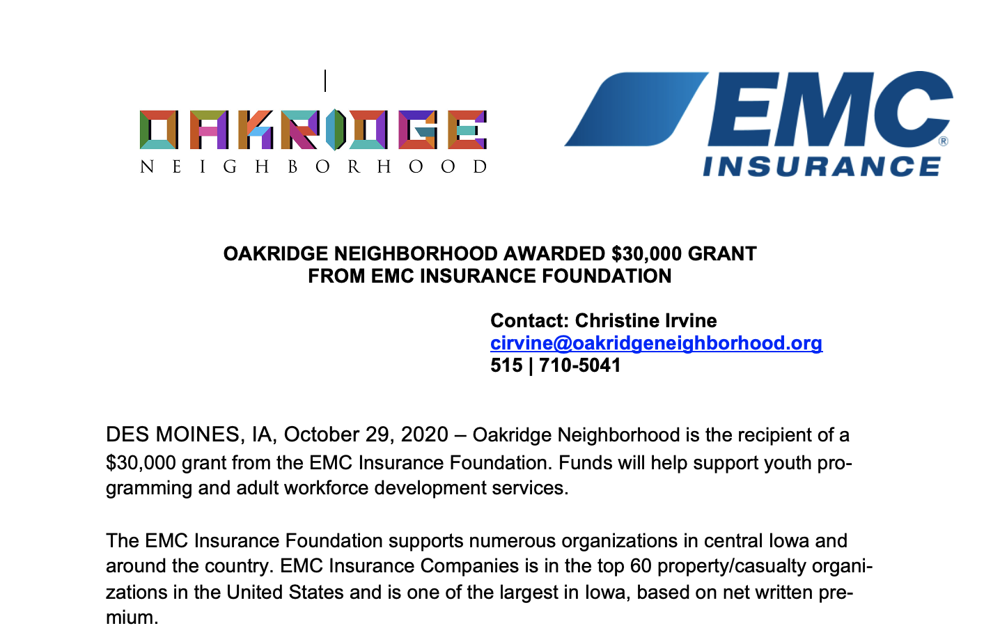 OAKRIDGE
NEIGHBORHOOD
EMC®
INSURANCE
OAKRIDGE NEIGHBORHOOD AWARDED $30,000 GRANT
FROM EMC INSURANCE FOUNDATION
Contact: Christine Irvine
cirvine@oakridgeneighborhood.org
515 | 710-5041
DES MOINES, IA, October 29, 2020 – Oakridge Neighborhood is the recipient of a
$30,000 grant from the EMC Insurance Foundation. Funds will help support youth pro-
gramming and adult workforce development services.
The EMC Insurance Foundation supports numerous organizations in central Iowa and
around the country. EMC Insurance Companies is in the top 60 property/casualty organi-
zations in the United States and is one of the largest in Iowa, based on net written pre-
mium.